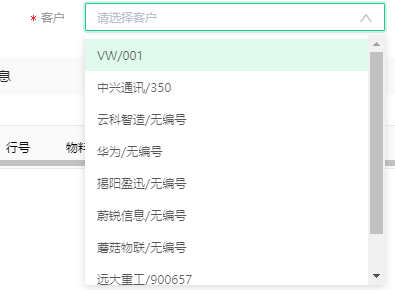 * 客户 请选择客户
VW/001
中兴通讯/350
息
云科智造/无编号
行号 物料
华为/无编号
揭阳盈迅/无编号
蔚锐信息/无编号
蘑菇物联/无编号
远大重工/900657